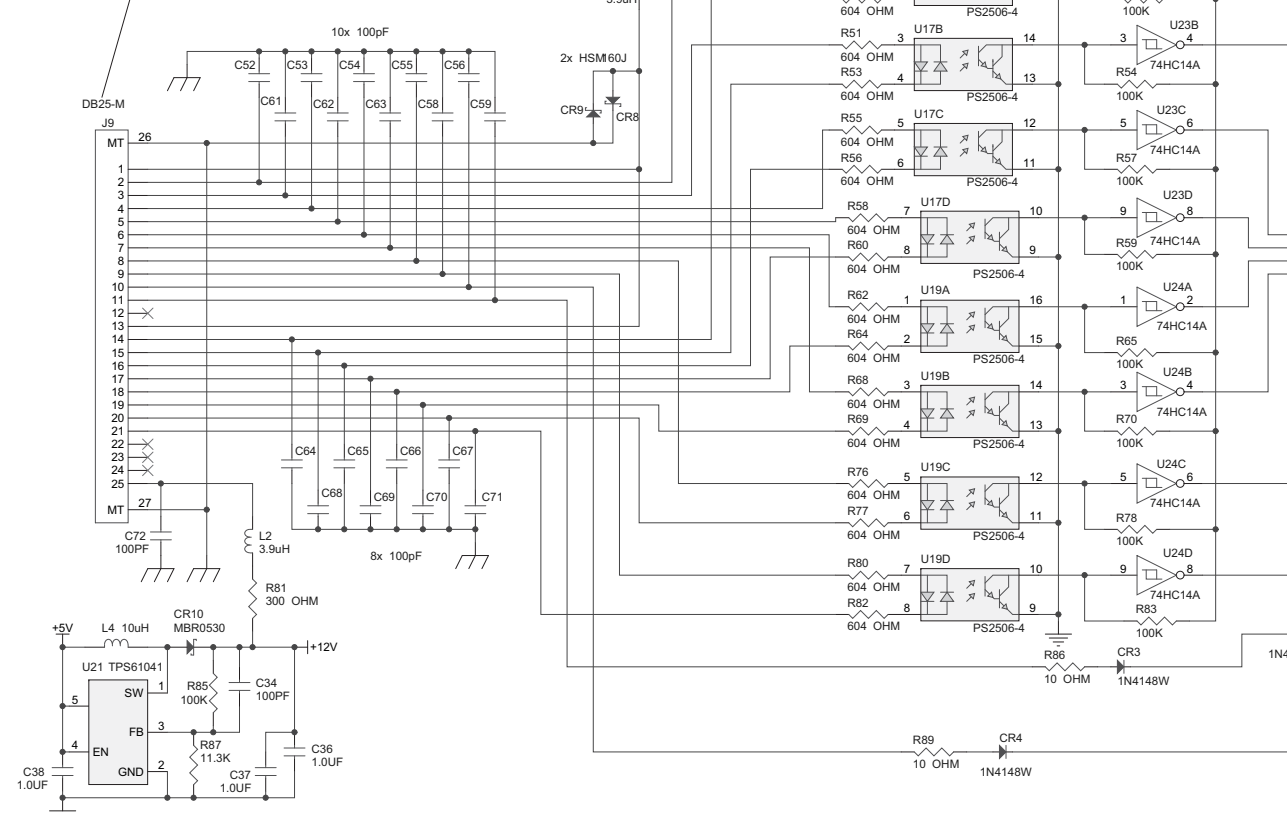 3.9uH
604 OHM
PS2506-4
100K
10x 100pF
C52
C53
C54
C55
C56
C61
C62
C63
C58
C59
2x HSM160J
CR9
CR8
DB25-M
J9
MT 26
1
2
3
4
5
6
7
8
9
10
11
12
13
14
15
16
17
18
19
20
21
22
23
24
25
MT 27
C64
C65
C66
C67
C68
C69
C70
C71
8x 100pF
C72
100PF
L2
3.9uH
R81
300 OHM
R51
604 OHM
R53
604 OHM
3
4
U17B
14
13
PS2506-4
3
U23B
4
74HC14A
R54
100K
R55
604 OHM
R56
604 OHM
5
6
U17C
12
11
PS2506-4
5
U23C
6
74HC14A
R57
100K
R58
604 OHM
R60
604 OHM
7
8
U17D
10
9
PS2506-4
9
U23D
8
74HC14A
R59
100K
R62
604 OHM
R64
604 OHM
1
2
U19A
16
15
PS2506-4
1
U24A
2
74HC14A
R65
100K
R68
604 OHM
R69
604 OHM
3
4
U19B
14
13
PS2506-4
3
U24B
4
74HC14A
R70
100K
R76
604 OHM
R77
604 OHM
5
6
U19C
12
11
PS2506-4
5
U24C
6
74HC14A
R78
100K
R80
604 OHM
R82
604 OHM
7
8
U19D
10
9
PS2506-4
9
U24D
8
74HC14A
R83
100K
R86
10 OHM
CR3
1N4148W
1N4
R89
10 OHM
CR4
1N4148W
+5V
L4 10uH
CR10
MBR0530
+12V
U21 TPS61041
SW 1
5
FB 3
4 EN
GND 2
R85
100K
C34
100PF
R87
11.3K
C36
1.0UF
C37
1.0UF
C38
1.0UF